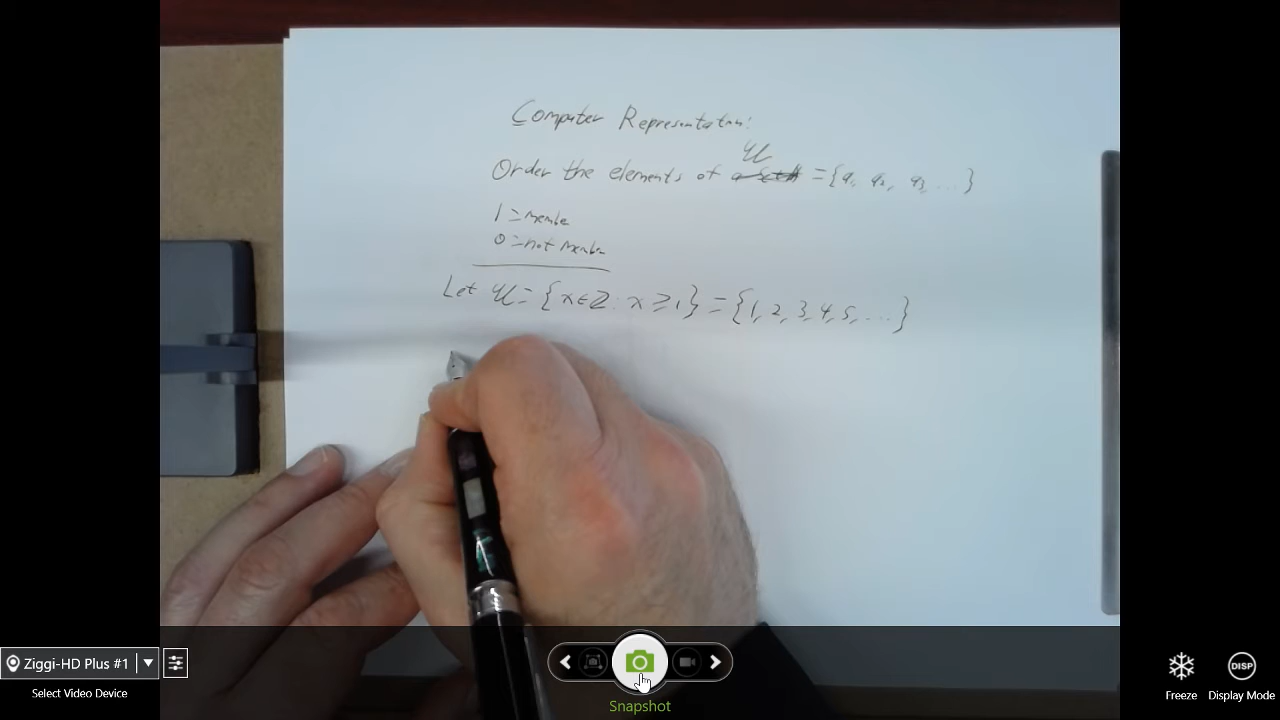 Computer Representation:
𝒰
Order the elements of = {a₁, a₂, a₃, ...}
1 = member
0 = not member
Let 𝒰 = {x ∈ ℤ : x ≥ 1} = {1, 2, 3, 4, 5, ...}
Ziggi-HD Plus #1
Select Video Device
Snapshot
Freeze
DISP
Display Mode